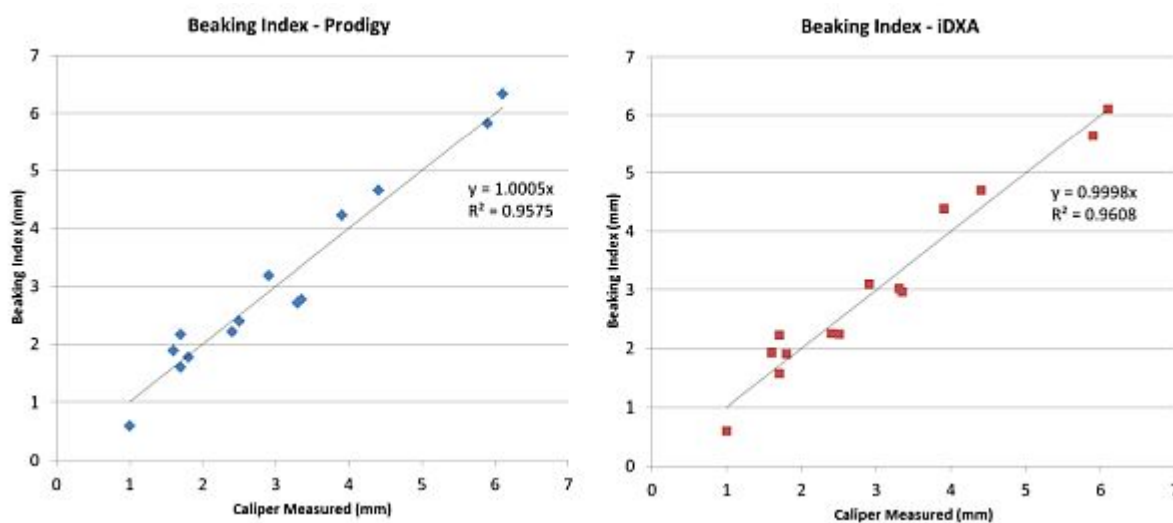 Beaking Index - Prodigy
7
6
5
4
3
2
1
0
Beaking Index (mm)
y = 1.0005x
R² = 0.9575
0 1 2 3 4 5 6 7
Caliper Measured (mm)
Beaking Index - iDXA
7
6
5
4
3
2
1
0
Beaking Index (mm)
y = 0.9998x
R² = 0.9608
0 1 2 3 4 5 6 7
Caliper Measured (mm)